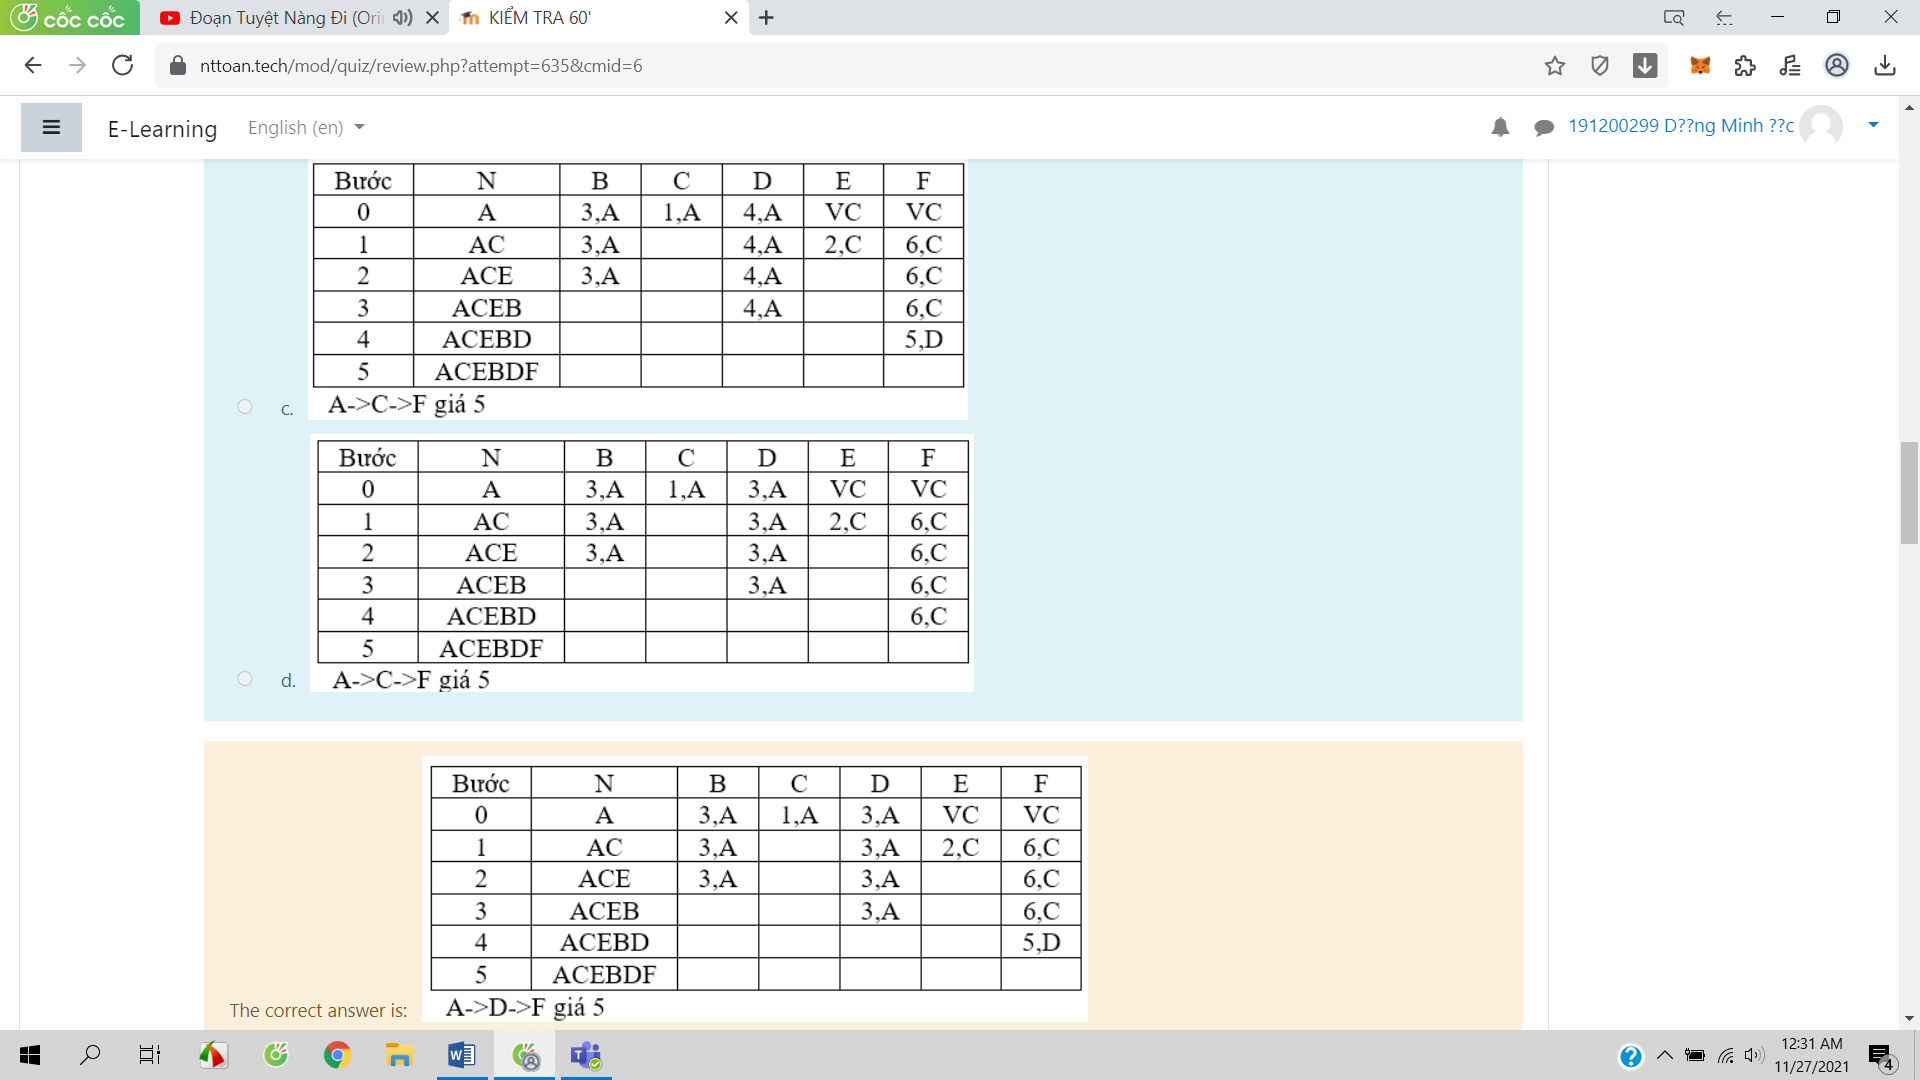 cốc cốc
Đoạn Tuyệt Nàng Đi (Ori
KIỂM TRA 60'
nttoan.tech/mod/quiz/review.php?attempt=635&cmid=6
E-Learning
English (en)
191200299 D??ng Minh ??c
Bước N B C D E F
0 A 3,A 1,A 4,A VC VC
1 AC 3,A 4,A 2,C 6,C
2 ACE 3,A 4,A 6,C
3 ACEB 4,A 6,C
4 ACEBD 5,D
5 ACEBDF
c. A->C->F giá 5
Bước N B C D E F
0 A 3,A 1,A 3,A VC VC
1 AC 3,A 3,A 2,C 6,C
2 ACE 3,A 3,A 6,C
3 ACEB 3,A 6,C
4 ACEBD 6,C
5 ACEBDF
d. A->C->F giá 5
Bước N B C D E F
0 A 3,A 1,A 3,A VC VC
1 AC 3,A 3,A 2,C 6,C
2 ACE 3,A 3,A 6,C
3 ACEB 3,A 6,C
4 ACEBD 5,D
5 ACEBDF
The correct answer is: A->D->F giá 5
12:31 AM
11/27/2021
4